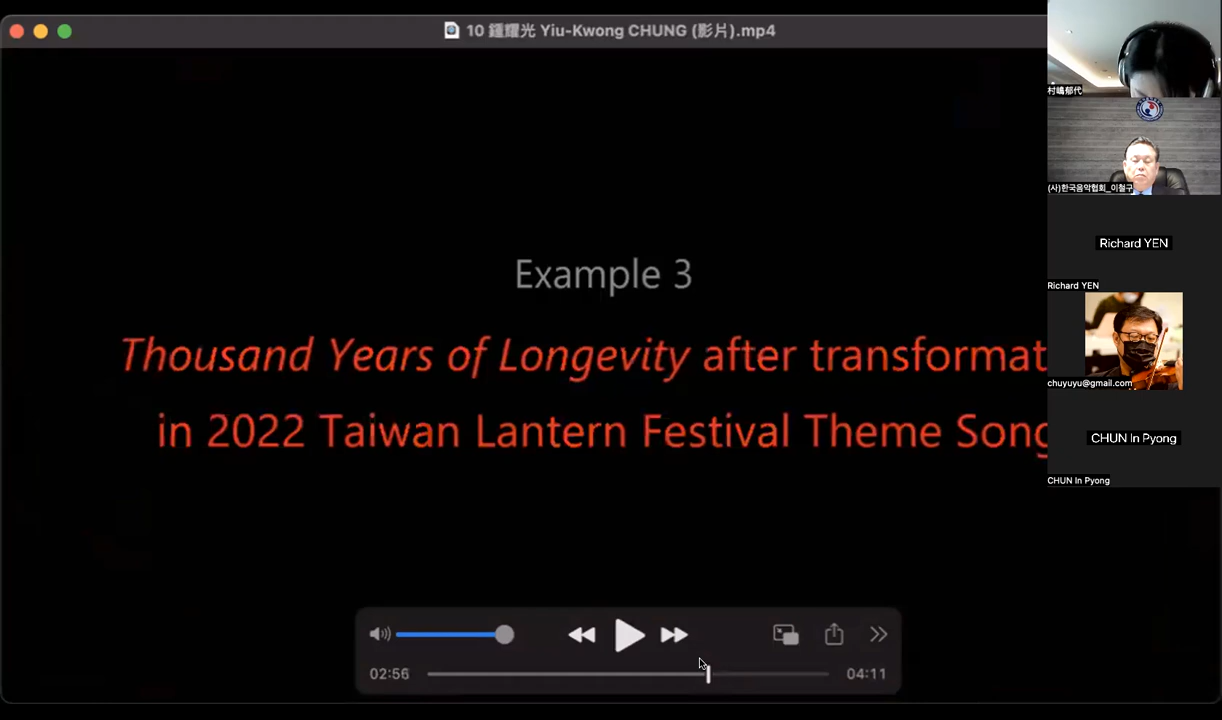 10 鍾耀光 Yiu-Kwong CHUNG (影片).mp4
Example 3
Thousand Years of Longevity after transformat
in 2022 Taiwan Lantern Festival Theme Song
02:56
04:11
村嶋郁代
(사)한국음악협회_이철구
Richard YEN
Richard YEN
chuyuyu@gmail.com
CHUN In Pyong
CHUN In Pyong